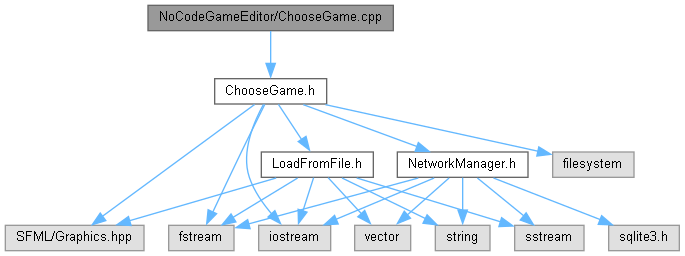 NoCodeGameEditor/ChooseGame.cpp
ChooseGame.h
LoadFromFile.h
NetworkManager.h
filesystem
SFML/Graphics.hpp
fstream
iostream
vector
string
sstream
sqlite3.h